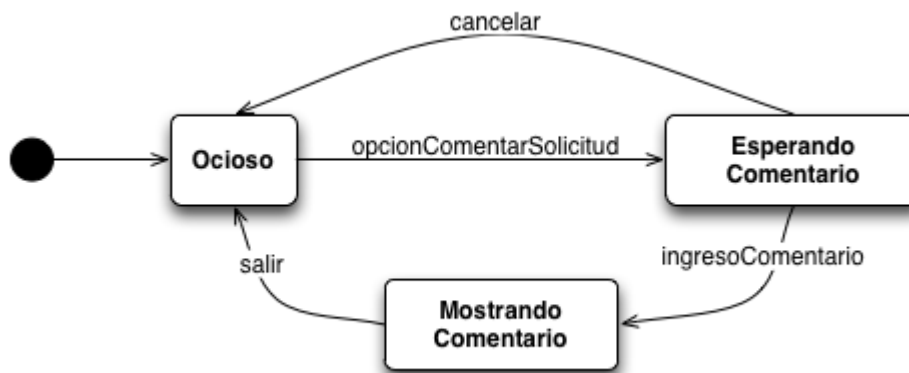 cancelar
Ocioso
opcionComentarSolicitud
Esperando
Comentario
salir
ingresoComentario
Mostrando
Comentario